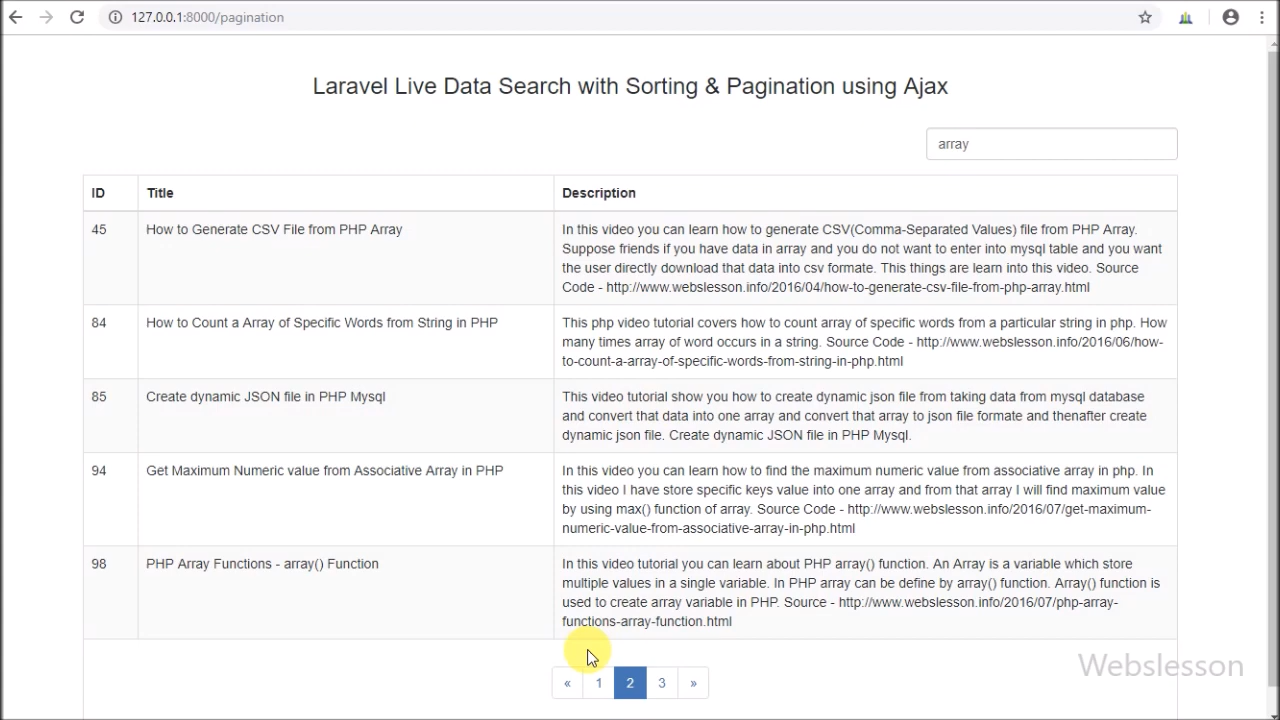 127.0.0.1:8000/pagination
Laravel Live Data Search with Sorting & Pagination using Ajax
array
ID Title Description
45 How to Generate CSV File from PHP Array In this video you can learn how to generate CSV(Comma-Separated Values) file from PHP Array.
Suppose friends if you have data in array and you do not want to enter into mysql table and you want
the user directly download that data into csv formate. This things are learn into this video. Source
Code - http://www.webslesson.info/2016/04/how-to-generate-csv-file-from-php-array.html
84 How to Count a Array of Specific Words from String in PHP This php video tutorial covers how to count array of specific words from a particular string in php. How
many times array of word occurs in a string. Source Code - http://www.webslesson.info/2016/06/how-
to-count-a-array-of-specific-words-from-string-in-php.html
85 Create dynamic JSON file in PHP Mysql This video tutorial show you how to create dynamic json file from taking data from mysql database
and convert that data into one array and convert that array to json file formate and thenafter create
dynamic json file. Create dynamic JSON file in PHP Mysql.
94 Get Maximum Numeric value from Associative Array in PHP In this video you can learn how to find the maximum numeric value from associative array in php. In
this video I have store specific keys value into one array and from that array I will find maximum value
by using max() function of array. Source Code - http://www.webslesson.info/2016/07/get-maximum-
numeric-value-from-associative-array-in-php.html
98 PHP Array Functions - array() Function In this video tutorial you can learn about PHP array() function. An Array is a variable which store
multiple values in a single variable. In PHP array can be define by array() function. Array() function is
used to create array variable in PHP. Source - http://www.webslesson.info/2016/07/php-array-
functions-array-function.html
« 1 2 3 »
Webslesson